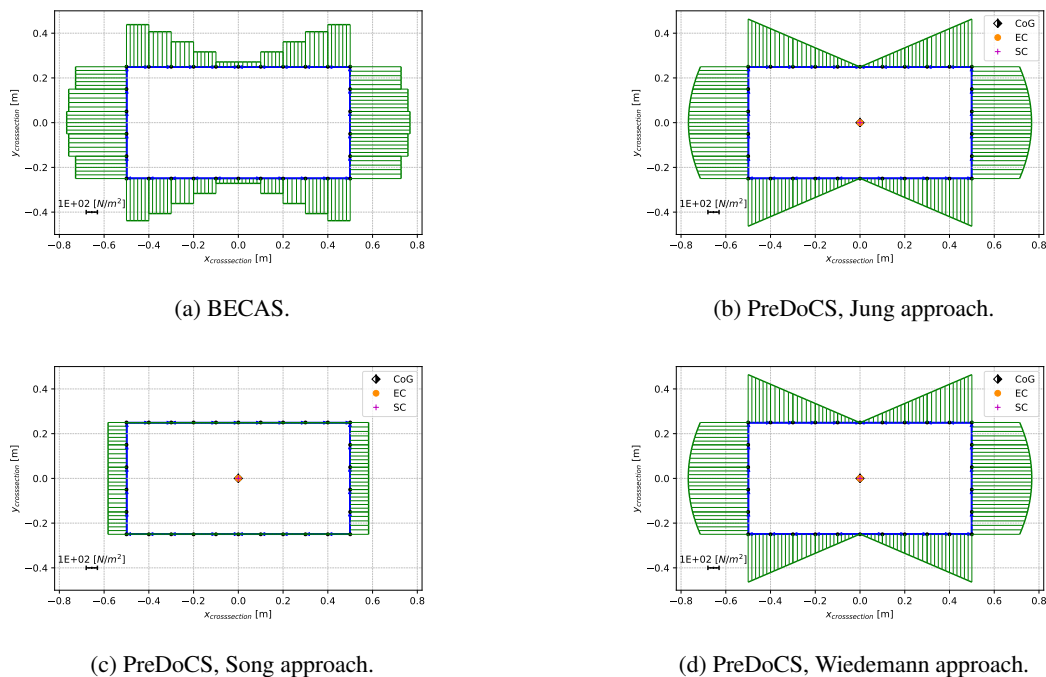 0.4
0.2
0.0
−0.2
−0.4
y_crosssection [m]
1E+02 [N/m²]
−0.8 −0.6 −0.4 −0.2 0.0 0.2 0.4 0.6 0.8
x_crosssection [m]
(a) BECAS.
0.4
0.2
0.0
−0.2
−0.4
y_crosssection [m]
CoG
EC
SC
1E+02 [N/m²]
−0.8 −0.6 −0.4 −0.2 0.0 0.2 0.4 0.6 0.8
x_crosssection [m]
(b) PreDoCS, Jung approach.
0.4
0.2
0.0
−0.2
−0.4
y_crosssection [m]
CoG
EC
SC
1E+02 [N/m²]
−0.8 −0.6 −0.4 −0.2 0.0 0.2 0.4 0.6 0.8
x_crosssection [m]
(c) PreDoCS, Song approach.
0.4
0.2
0.0
−0.2
−0.4
y_crosssection [m]
CoG
EC
SC
1E+02 [N/m²]
−0.8 −0.6 −0.4 −0.2 0.0 0.2 0.4 0.6 0.8
x_crosssection [m]
(d) PreDoCS, Wiedemann approach.